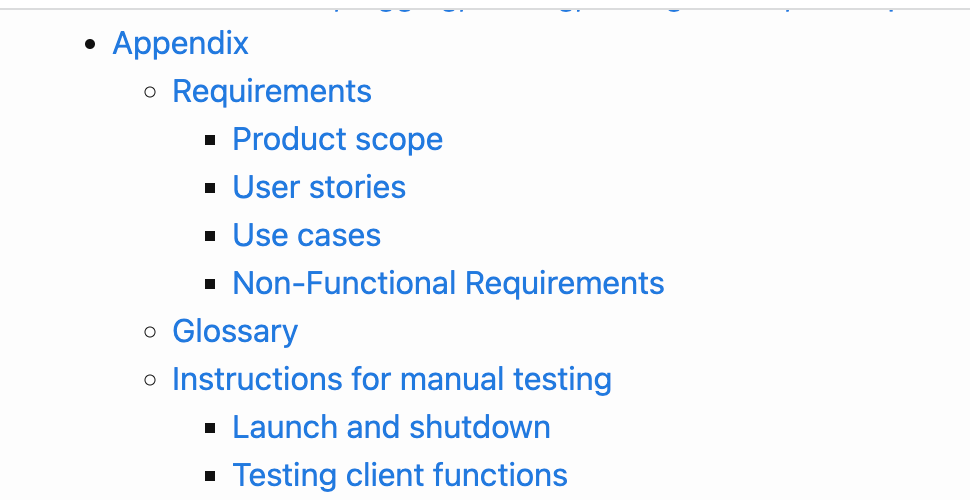 Appendix
Requirements
Product scope
User stories
Use cases
Non-Functional Requirements
Glossary
Instructions for manual testing
Launch and shutdown
Testing client functions